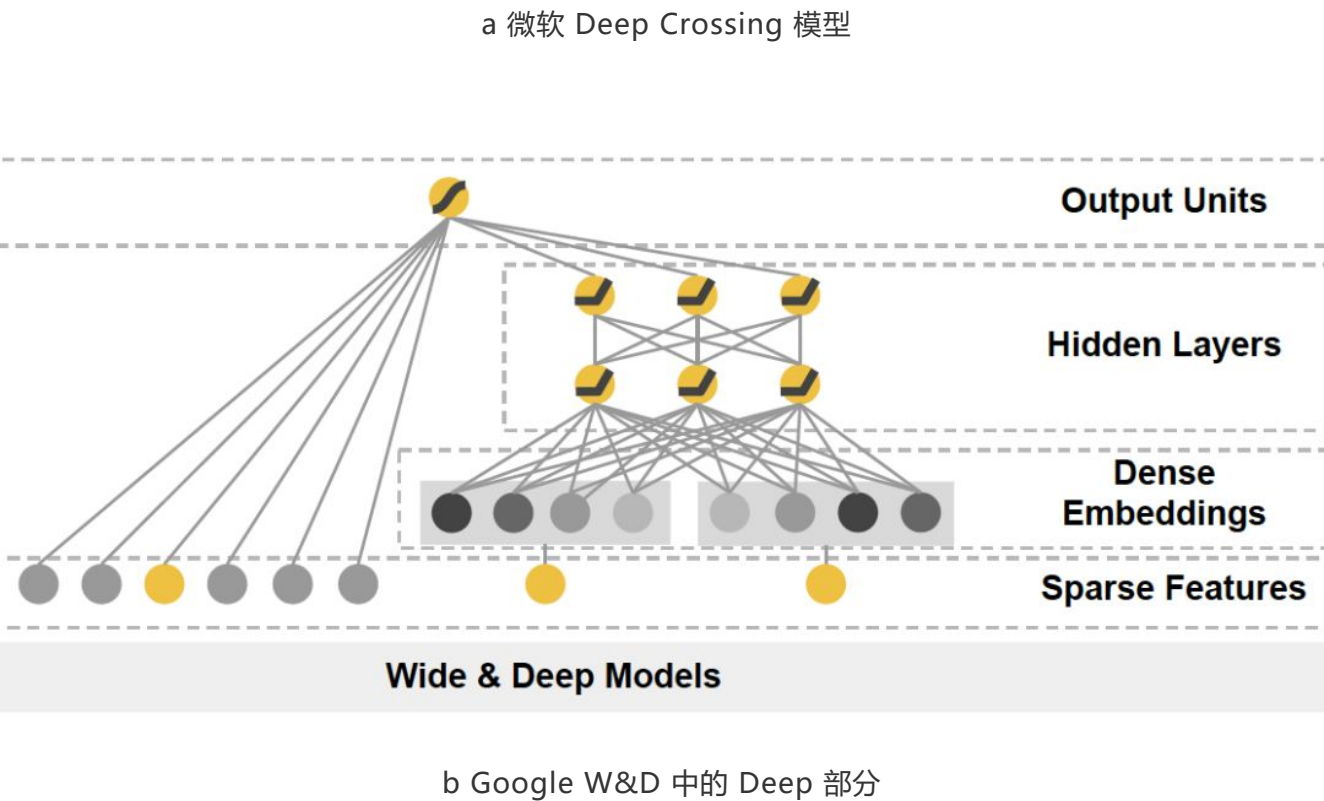 a 微软 Deep Crossing 模型
Output Units
Hidden Layers
Dense
Embeddings
Sparse Features
Wide & Deep Models
b Google W&D 中的 Deep 部分